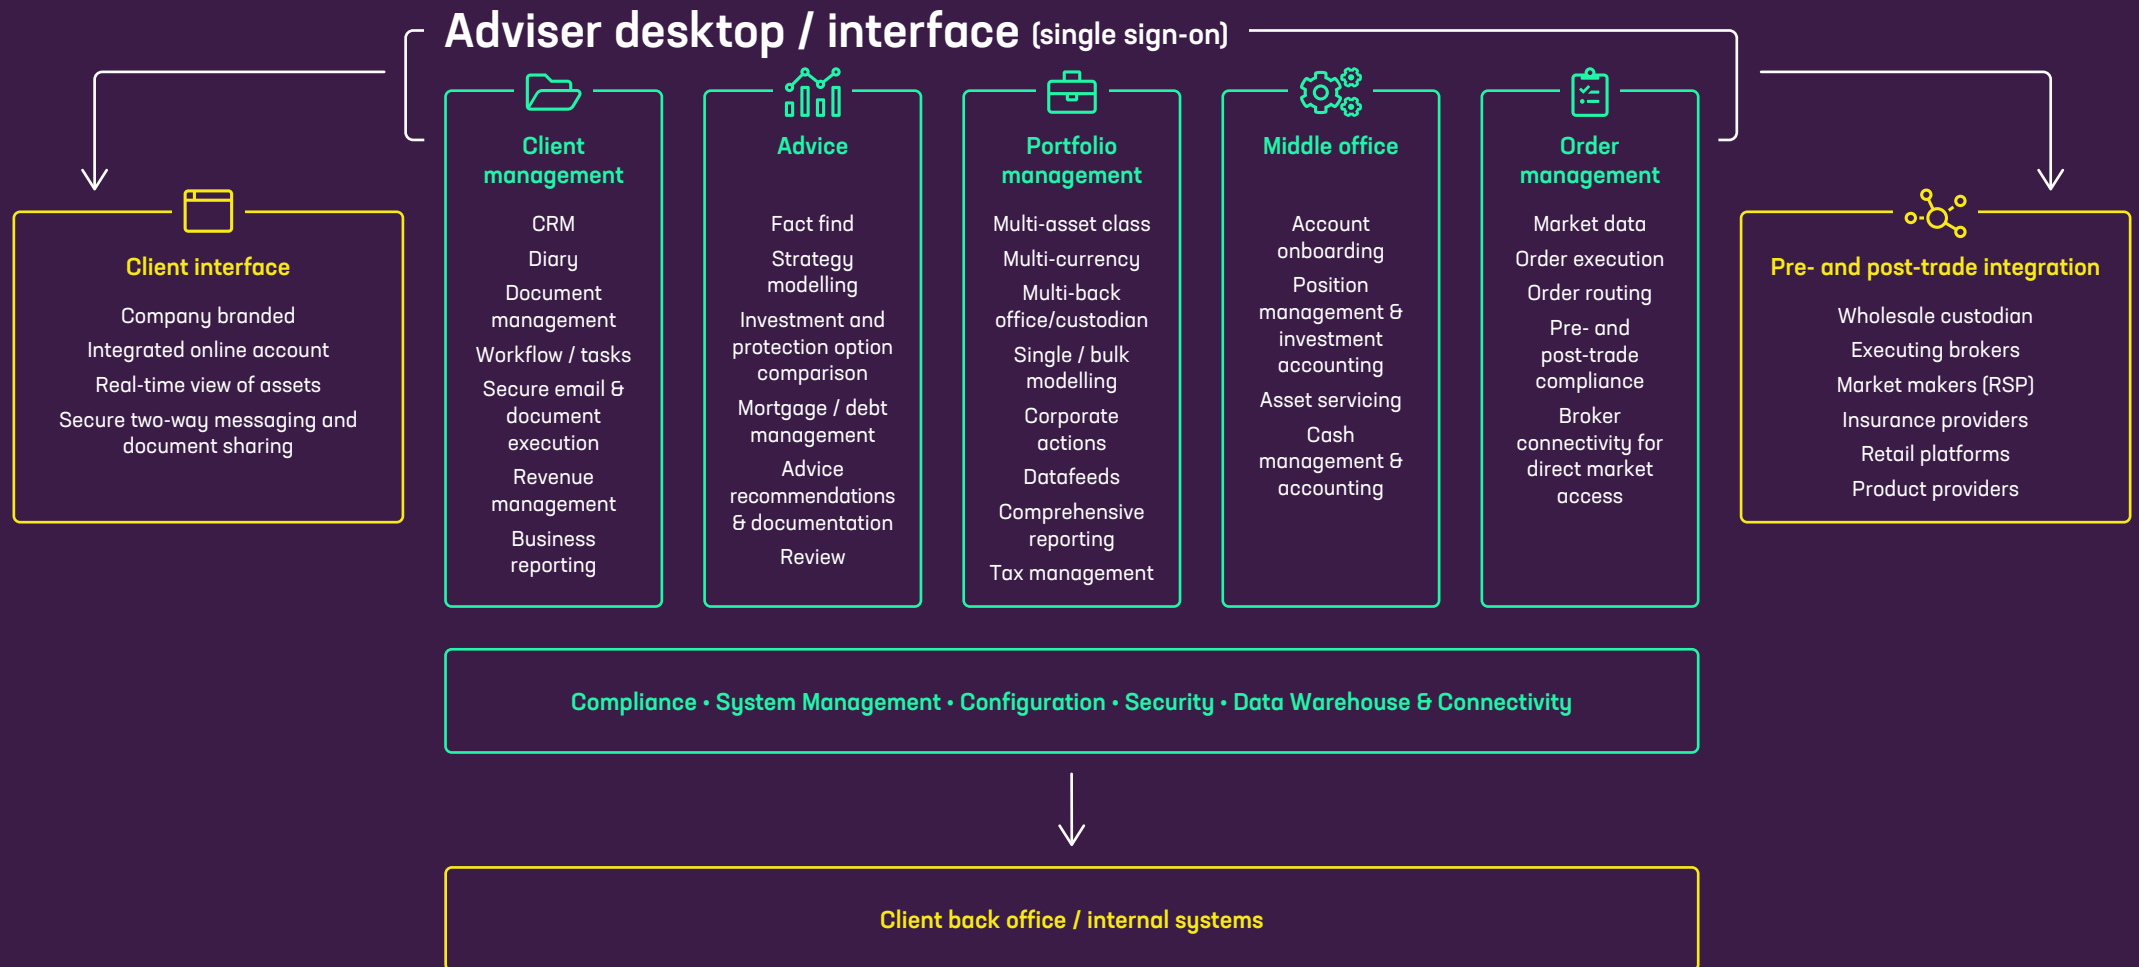 Adviser desktop / interface (single sign-on)
Client interface
Company branded
Integrated online account
Real-time view of assets
Secure two-way messaging and
document sharing
Client
management
CRM
Diary
Document
management
Workflow / tasks
Secure email &
document
execution
Revenue
management
Business
reporting
Advice
Fact find
Strategy
modelling
Investment and
protection option
comparison
Mortgage / debt
management
Advice
recommendations
& documentation
Review
Portfolio
management
Multi-asset class
Multi-currency
Multi-back
office/custodian
Single / bulk
modelling
Corporate
actions
Datafeeds
Comprehensive
reporting
Tax management
Middle office
Account
onboarding
Position
management &
investment
accounting
Asset servicing
Cash
management &
accounting
Order
management
Market data
Order execution
Order routing
Pre- and
post-trade
compliance
Broker
connectivity for
direct market
access
Pre- and post-trade integration
Wholesale custodian
Executing brokers
Market makers (RSP)
Insurance providers
Retail platforms
Product providers
Compliance • System Management • Configuration • Security • Data Warehouse & Connectivity
Client back office / internal systems